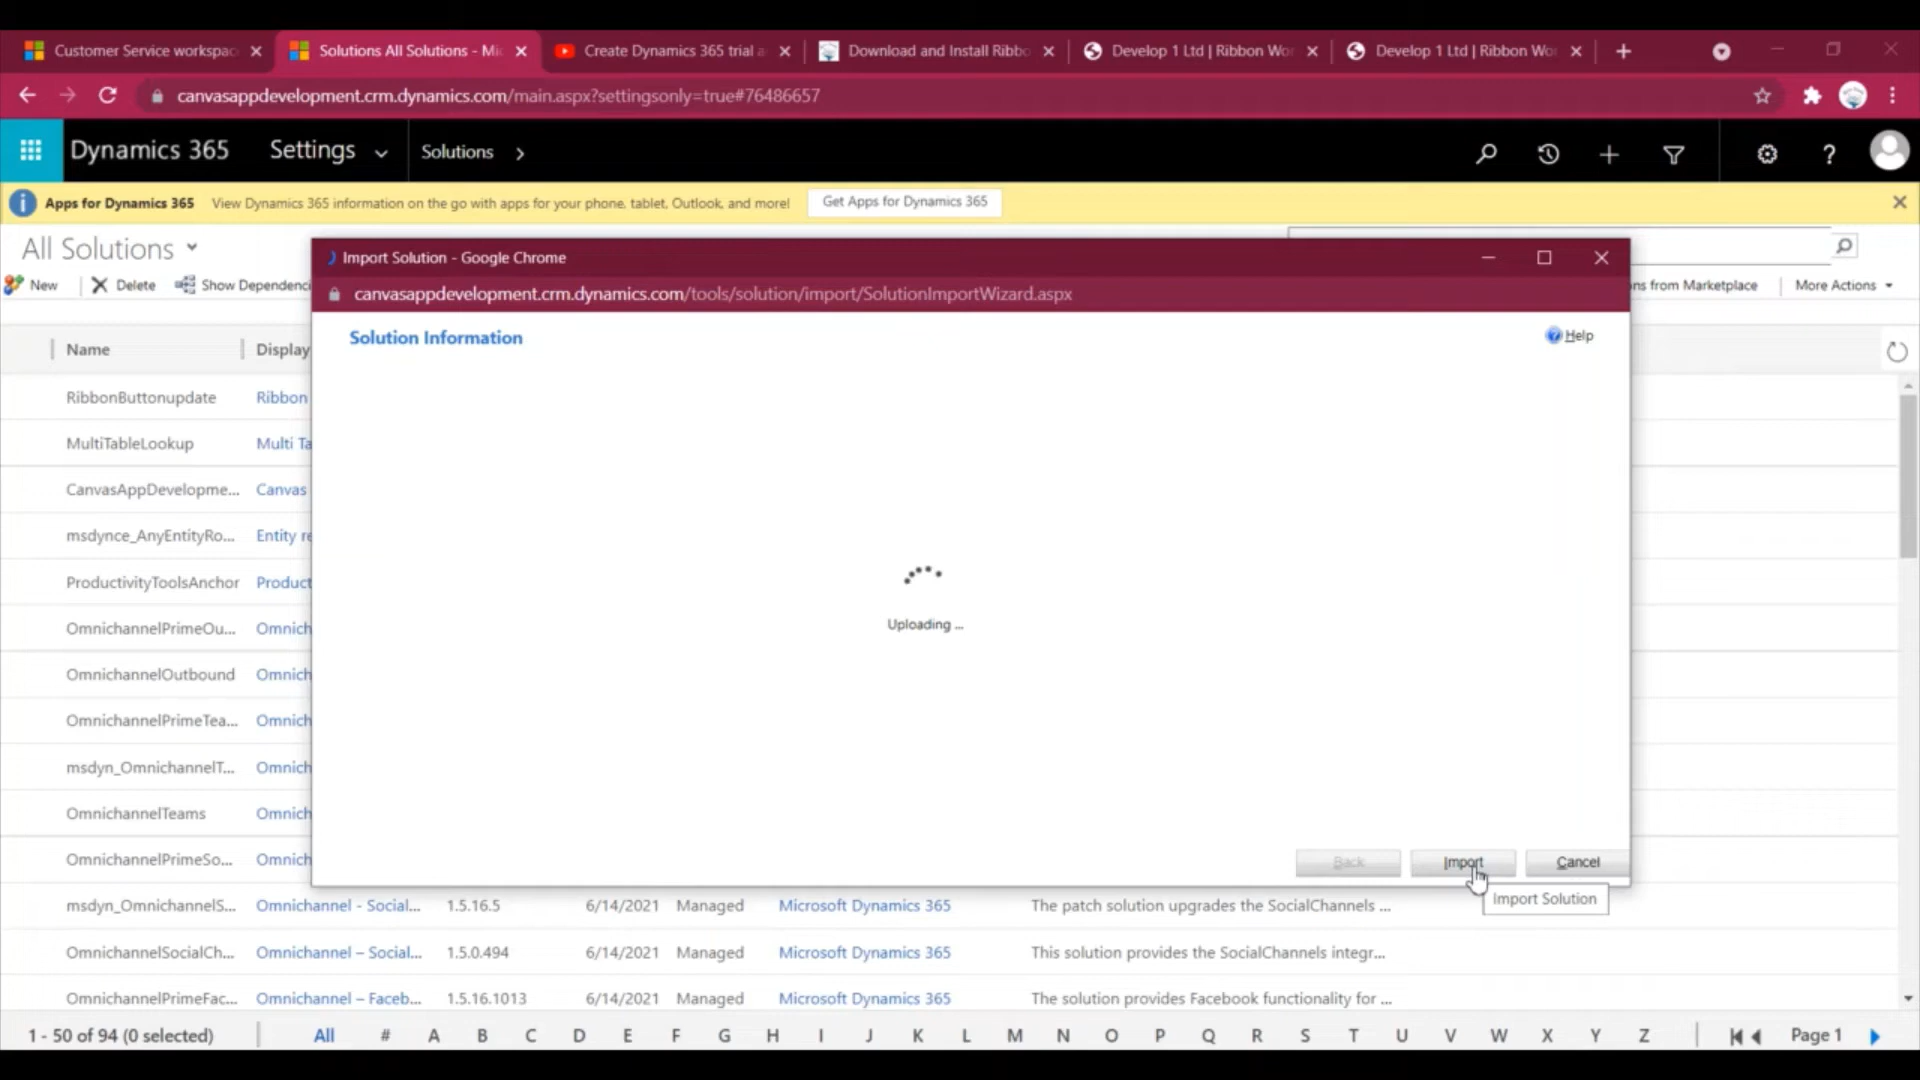 Customer Service workspac
Solutions All Solutions - Mi
Create Dynamics 365 trial a
Download and Install Ribbo
Develop 1 Ltd | Ribbon Wor
Develop 1 Ltd | Ribbon Wor
canvasappdevelopment.crm.dynamics.com/main.aspx?settingsonly=true#76486657
Dynamics 365
Settings
Solutions
Apps for Dynamics 365
View Dynamics 365 information on the go with apps for your phone, tablet, Outlook, and more!
Get Apps for Dynamics 365
All Solutions
New
Delete
Show Dependenci
ns from Marketplace
More Actions
Import Solution - Google Chrome
canvasappdevelopment.crm.dynamics.com/tools/solution/import/SolutionImportWizard.aspx
Solution Information
Help
Uploading ...
Back
Import
Cancel
Import Solution
Name
Display
RibbonButtonupdate
Ribbon
MultiTableLookup
Multi Ta
CanvasAppDevelopme...
Canvas
msdynce_AnyEntityRo...
Entity re
ProductivityToolsAnchor
Product
OmnichannelPrimeOu...
Omnich
OmnichannelOutbound
Omnich
OmnichannelPrimeTea...
Omnich
msdyn_OmnichannelT...
Omnich
OmnichannelTeams
Omnich
OmnichannelPrimeSo...
Omnich
msdyn_OmnichannelS... Omnichannel - Social... 1.5.16.5 6/14/2021 Managed Microsoft Dynamics 365 The patch solution upgrades the SocialChannels ...
OmnichannelSocialCh... Omnichannel – Social... 1.5.0.494 6/14/2021 Managed Microsoft Dynamics 365 This solution provides the SocialChannels integr...
OmnichannelPrimeFac... Omnichannel – Faceb... 1.5.16.1013 6/14/2021 Managed Microsoft Dynamics 365 The solution provides Facebook functionality for ...
1 - 50 of 94 (0 selected)
All # A B C D E F G H I J K L M N O P Q R S T U V W X Y Z
Page 1